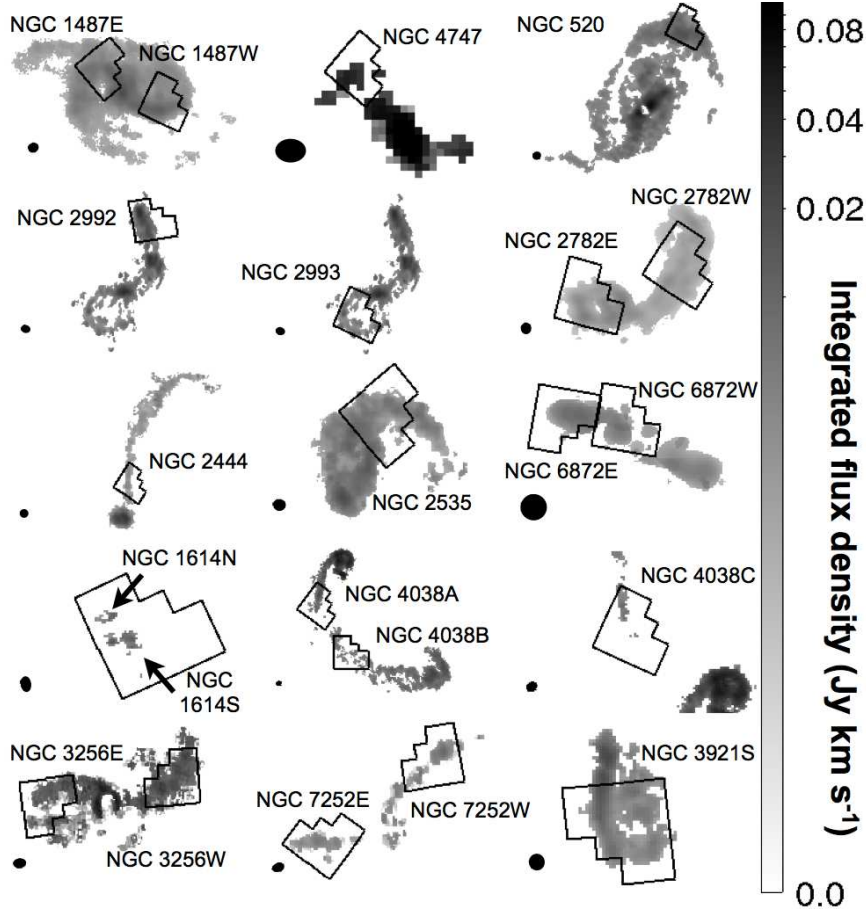 NGC 1487E
NGC 1487W
NGC 4747
NGC 520
0.08
0.04
0.02
NGC 2992
NGC 2993
NGC 2782W
NGC 2782E
NGC 2444
NGC 2535
NGC 6872W
NGC 6872E
NGC 1614N
NGC
1614S
NGC 4038A
NGC 4038B
NGC 4038C
NGC 3256E
NGC 3256W
NGC 7252E
NGC 7252W
NGC 3921S
0.0
Integrated flux density (Jy km s⁻¹)